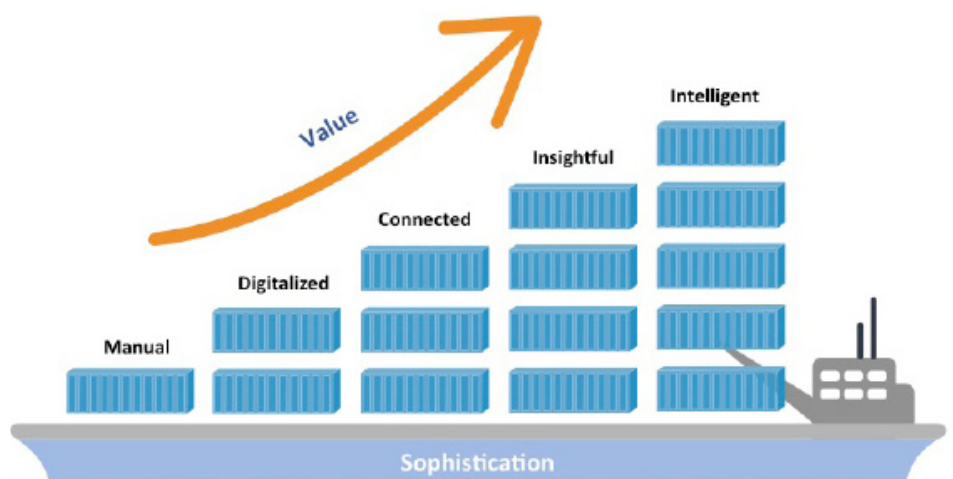 Value
Intelligent
Insightful
Connected
Digitalized
Manual
Sophistication